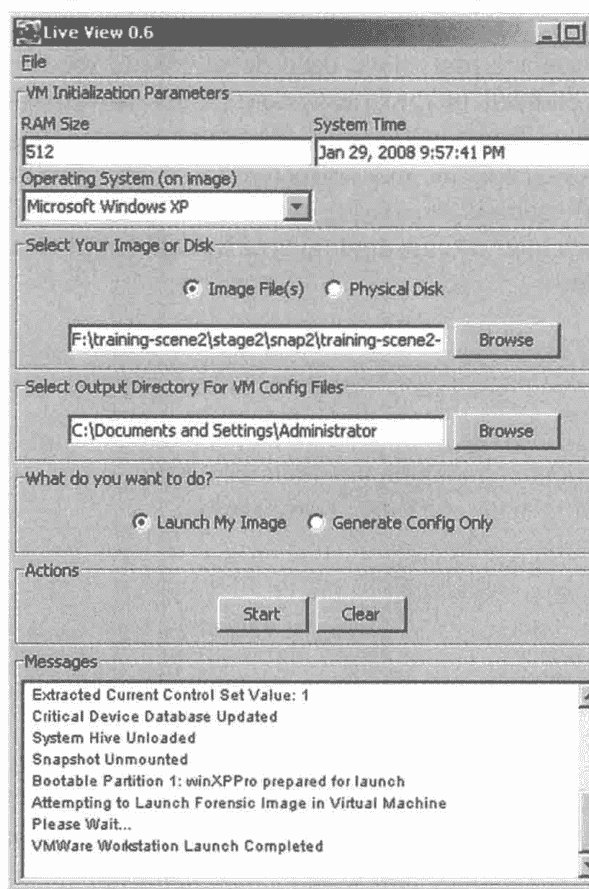 Live View 0.6
File
VM Initialization Parameters
RAM Size
System Time
512
Jan 29, 2008 9:57:41 PM
Operating System (on image)
Microsoft Windows XP
Select Your Image or Disk
Image File(s)
Physical Disk
F:\training-scene2\stage2\snap2\training-scene2-
Browse
Select Output Directory For VM Config Files
C:\Documents and Settings\Administrator
Browse
What do you want to do?
Launch My Image
Generate Config Only
Actions
Start
Clear
Messages
Extracted Current Control Set Value: 1
Critical Device Database Updated
System Hive Unloaded
Snapshot Unmounted
Bootable Partition 1: winXPPro prepared for launch
Attempting to Launch Forensic Image in Virtual Machine
Please Wait...
VMWare Workstation Launch Completed